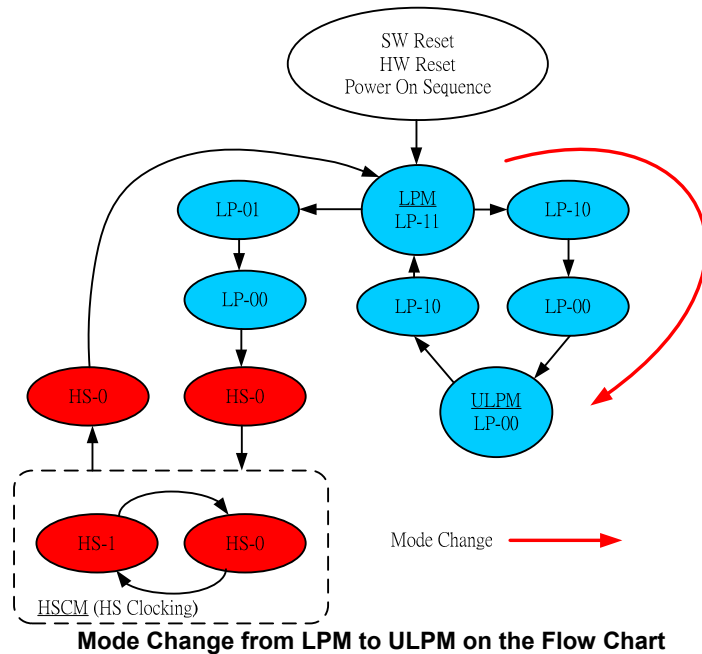 SW Reset
HW Reset
Power On Sequence
LPM
LP-11
LP-01
LP-10
LP-00
LP-10
LP-00
HS-0
HS-0
ULPM
LP-00
HS-1
HS-0
Mode Change
HSCM (HS Clocking)
Mode Change from LPM to ULPM on the Flow Chart